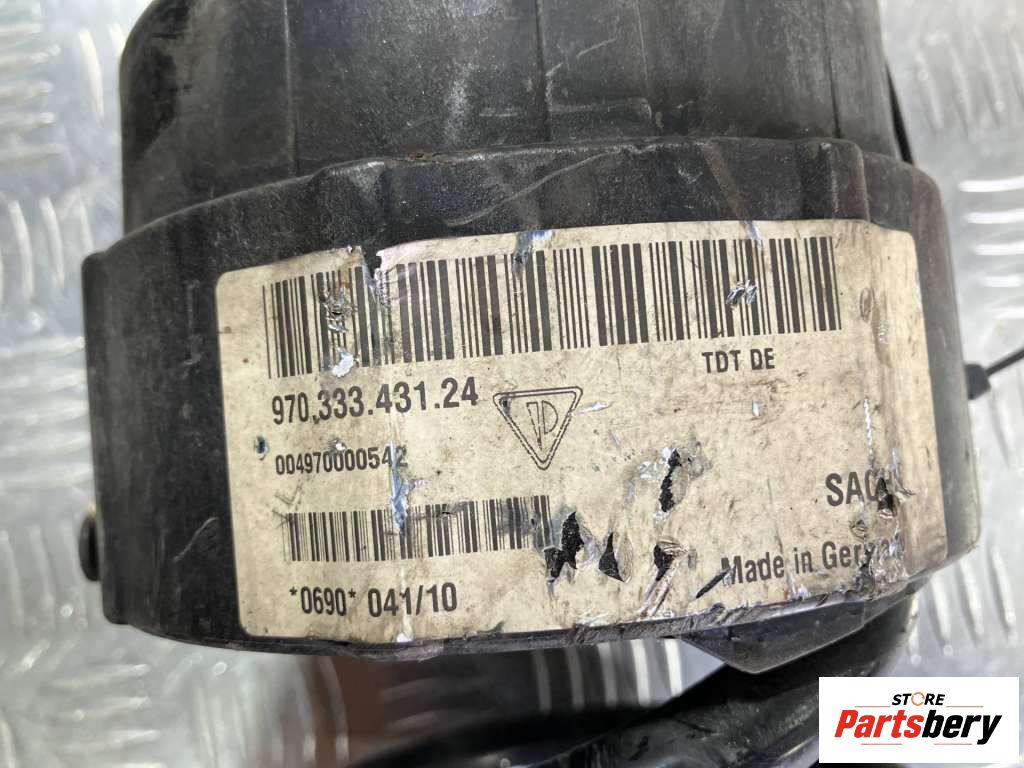 TDT DE
970.333.431.24
004970000542
SAC
*0690* 041/10
Made in Ger
STORE
Partsbery